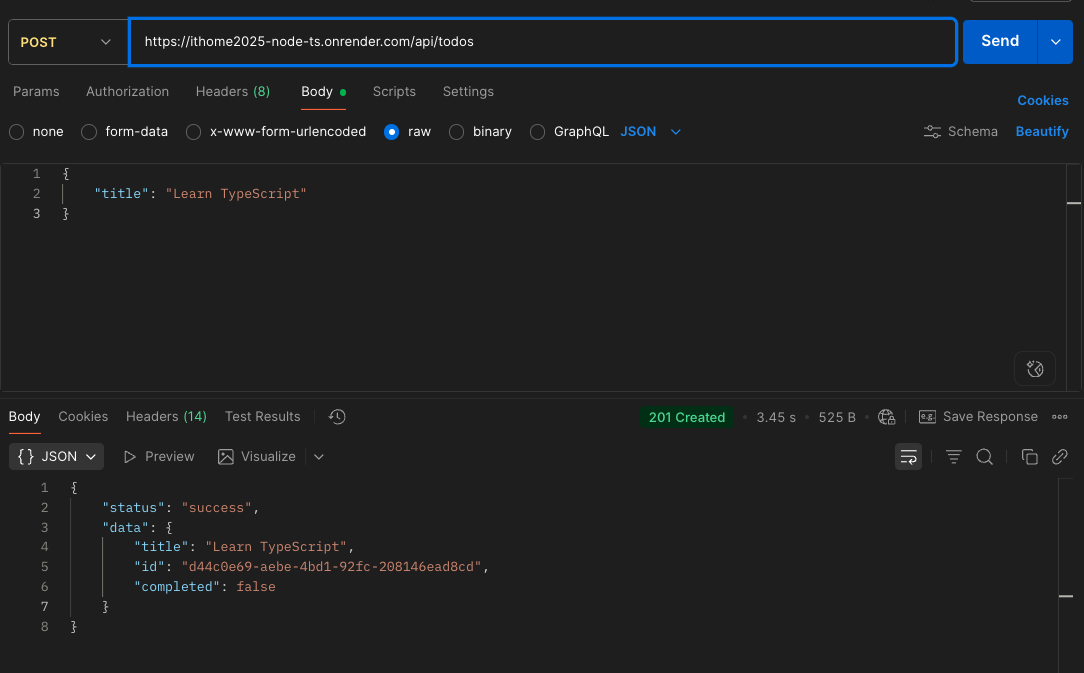 POST https://ithome2025-node-ts.onrender.com/api/todos Send
Params Authorization Headers (8) Body Scripts Settings Cookies
none form-data x-www-form-urlencoded raw binary GraphQL JSON Schema Beautify
1 {
2 "title": "Learn TypeScript"
3 }
Body Cookies Headers (14) Test Results 201 Created 3.45 s 525 B e.g. Save Response
{} JSON Preview Visualize
1 {
2 "status": "success",
3 "data": {
4 "title": "Learn TypeScript",
5 "id": "d44c0e69-aebe-4bd1-92fc-208146ead8cd",
6 "completed": false
7 }
8 }